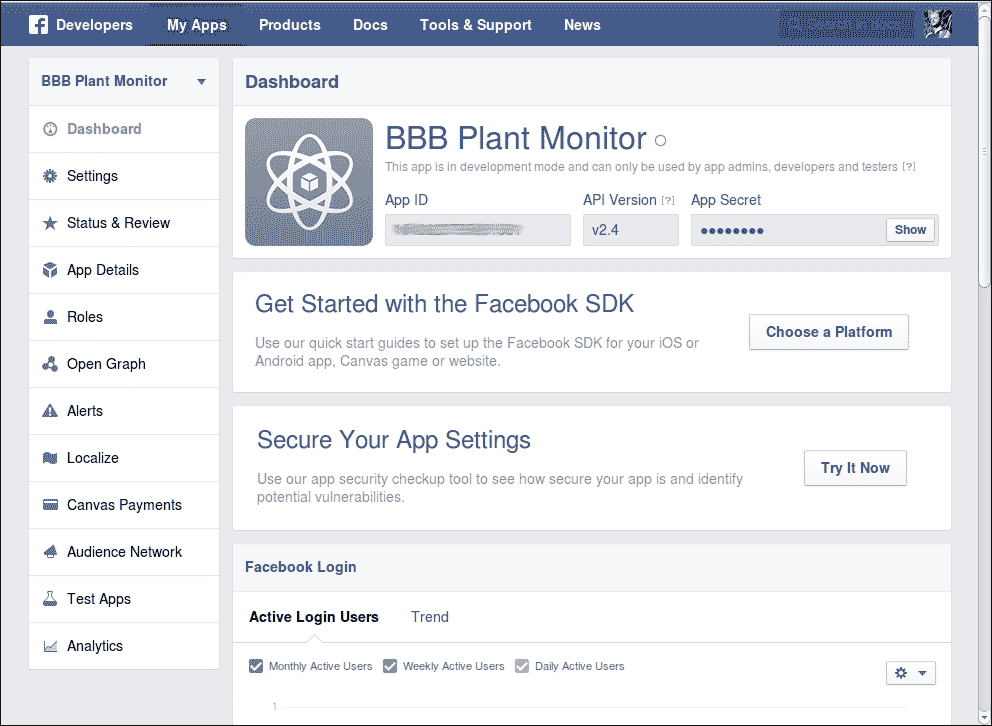 Developers My Apps Products Docs Tools & Support News
BBB Plant Monitor
Dashboard
Settings
Status & Review
App Details
Roles
Open Graph
Alerts
Localize
Canvas Payments
Audience Network
Test Apps
Analytics
Dashboard
BBB Plant Monitor
This app is in development mode and can only be used by app admins, developers and testers [?]
App ID API Version [?] App Secret
v2.4 ●●●●●●●● Show
Get Started with the Facebook SDK
Use our quick start guides to set up the Facebook SDK for your iOS or
Android app, Canvas game or website.
Choose a Platform
Secure Your App Settings
Use our app security checkup tool to see how secure your app is and identify
potential vulnerabilities.
Try It Now
Facebook Login
Active Login Users Trend
Monthly Active Users Weekly Active Users Daily Active Users
1